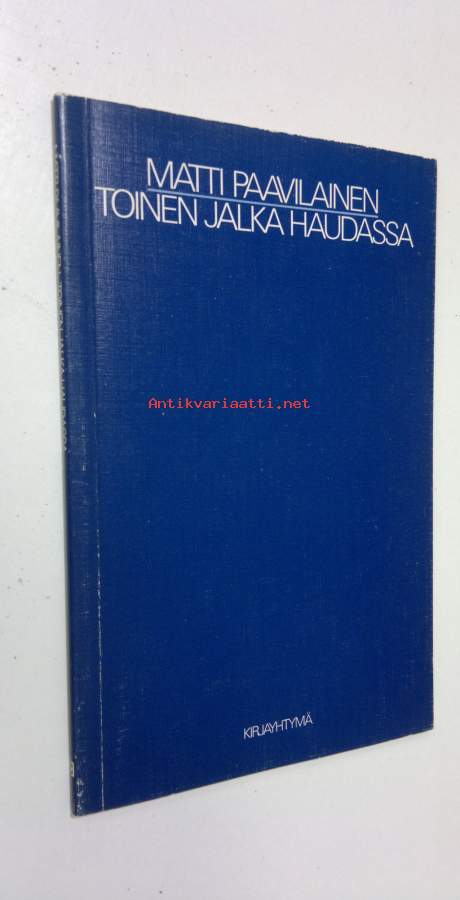 MATTI PAAVILAINEN
TOINEN JALKA HAUDASSA
Antikvariaatti.net
KIRJAYHTYMÄ